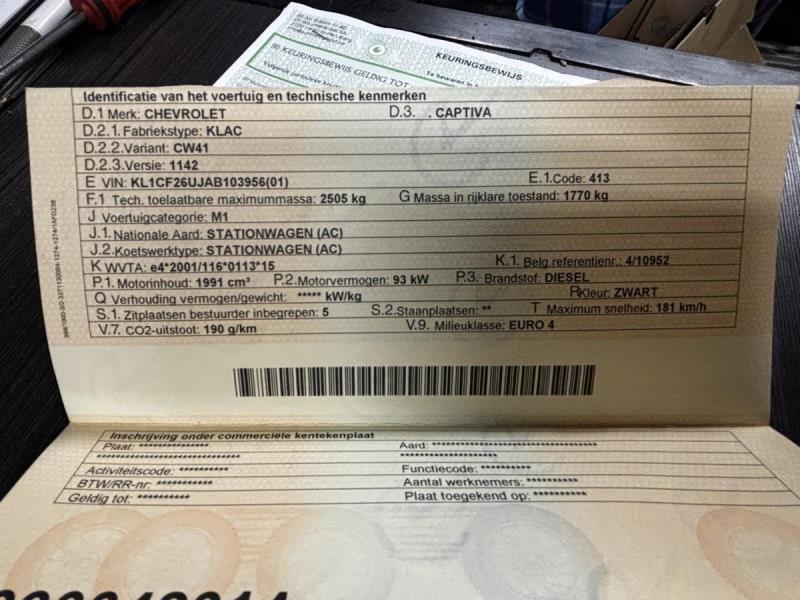 KEURINGSBEWIJS
KEURINGSBEWIJS GELDIG TOT
Te bewaren in
Identificatie van het voertuig en technische kenmerken
D.1 Merk: CHEVROLET D.3. . CAPTIVA
D.2.1. Fabriekstype: KLAC
D.2.2. Variant: CW41
D.2.3. Versie: 1142
E VIN: KL1CF26UJAB103956(01) E.1. Code: 413
F.1 Tech. toelaatbare maximummassa: 2505 kg G Massa in rijklare toestand: 1770 kg
J Voertuigcategorie: M1
J.1. Nationale Aard: STATIONWAGEN (AC)
J.2. Koetswerktype: STATIONWAGEN (AC)
K WVTA: e4*2001/116*0113*15 K.1. Belg.referentienr.: 4/10952
P.1. Motorinhoud: 1991 cm³ P.2. Motorvermogen: 93 kW P.3. Brandstof: DIESEL
Q Verhouding vermogen/gewicht: ***** kW/kg R Kleur: ZWART
S.1. Zitplaatsen bestuurder inbegrepen: 5 S.2. Staanplaatsen: ** T Maximum snelheid: 181 km/h
V.7. CO2-uitstoot: 190 g/km V.9. Milieuklasse: EURO 4
Inschrijving onder commerciële kentekenplaat
Plaat: *************** Aard: ***********************************
****************************** ********************
Activiteitscode: ********** Functiecode: **********
BTW/RR-nr: *********** Aantal werknemers: **********
Geldig tot: ********** Plaat toegekend op: **********